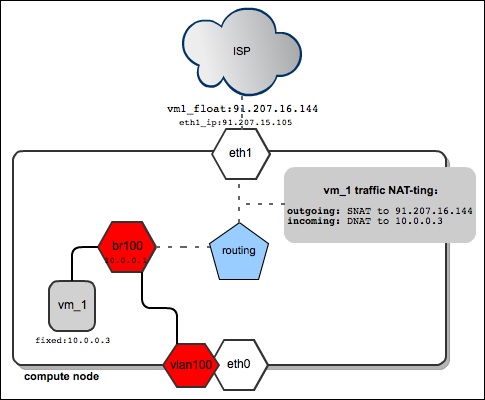 ISP
vm1_float:91.207.16.144
eth1_ip:91.207.15.105
eth1
vm_1 traffic NAT-ting:
outgoing: SNAT to 91.207.16.144
incoming: DNAT to 10.0.0.3
br100
10.0.0.1
routing
vm_1
fixed:10.0.0.3
vlan100
eth0
compute node